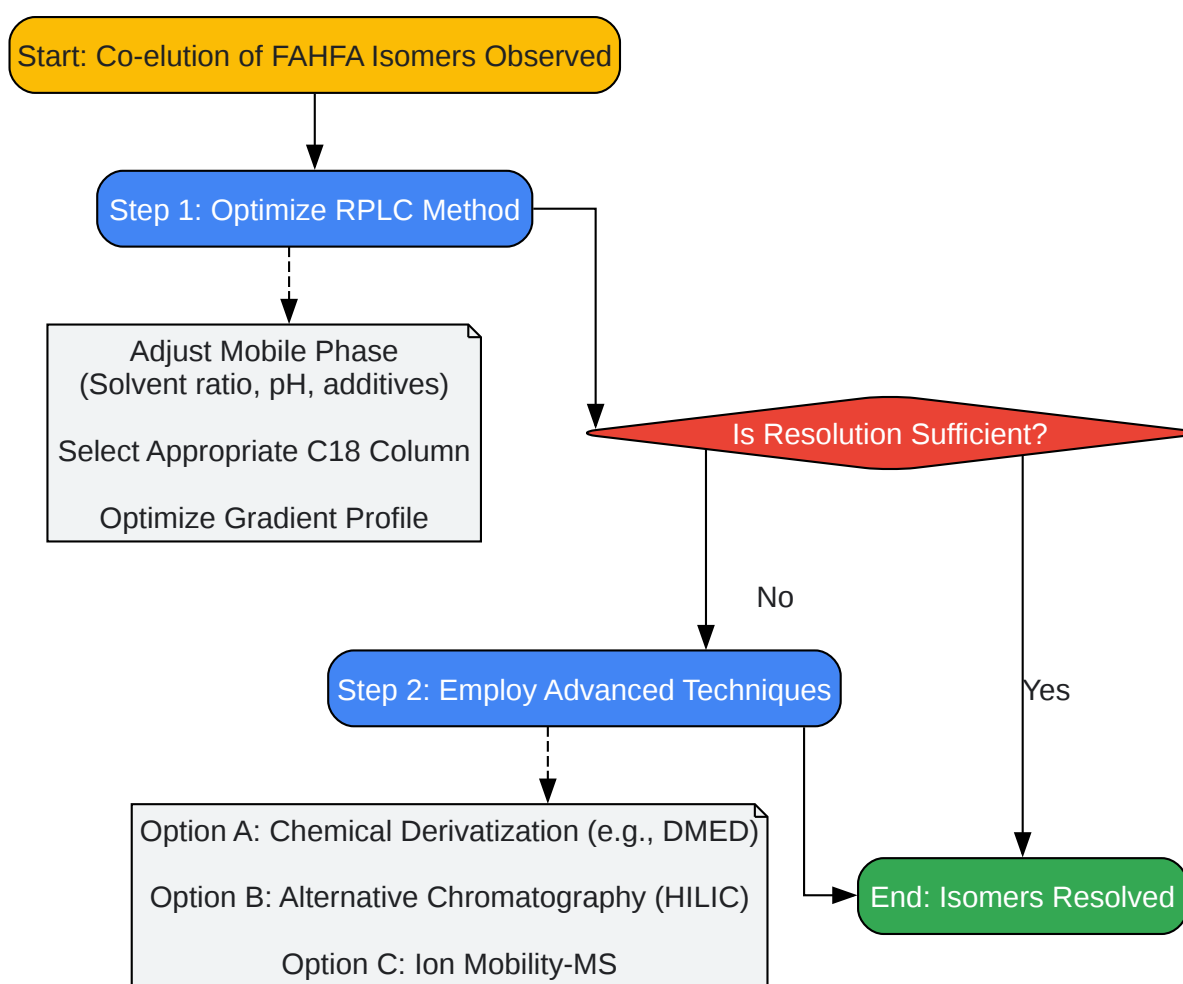 Start: Co-elution of FAHFA Isomers Observed
Step 1: Optimize RPLC Method
Adjust Mobile Phase
(Solvent ratio, pH, additives)
Select Appropriate C18 Column
Optimize Gradient Profile
Is Resolution Sufficient?
No
Yes
Step 2: Employ Advanced Techniques
Option A: Chemical Derivatization (e.g., DMED)
Option B: Alternative Chromatography (HILIC)
Option C: Ion Mobility-MS
End: Isomers Resolved